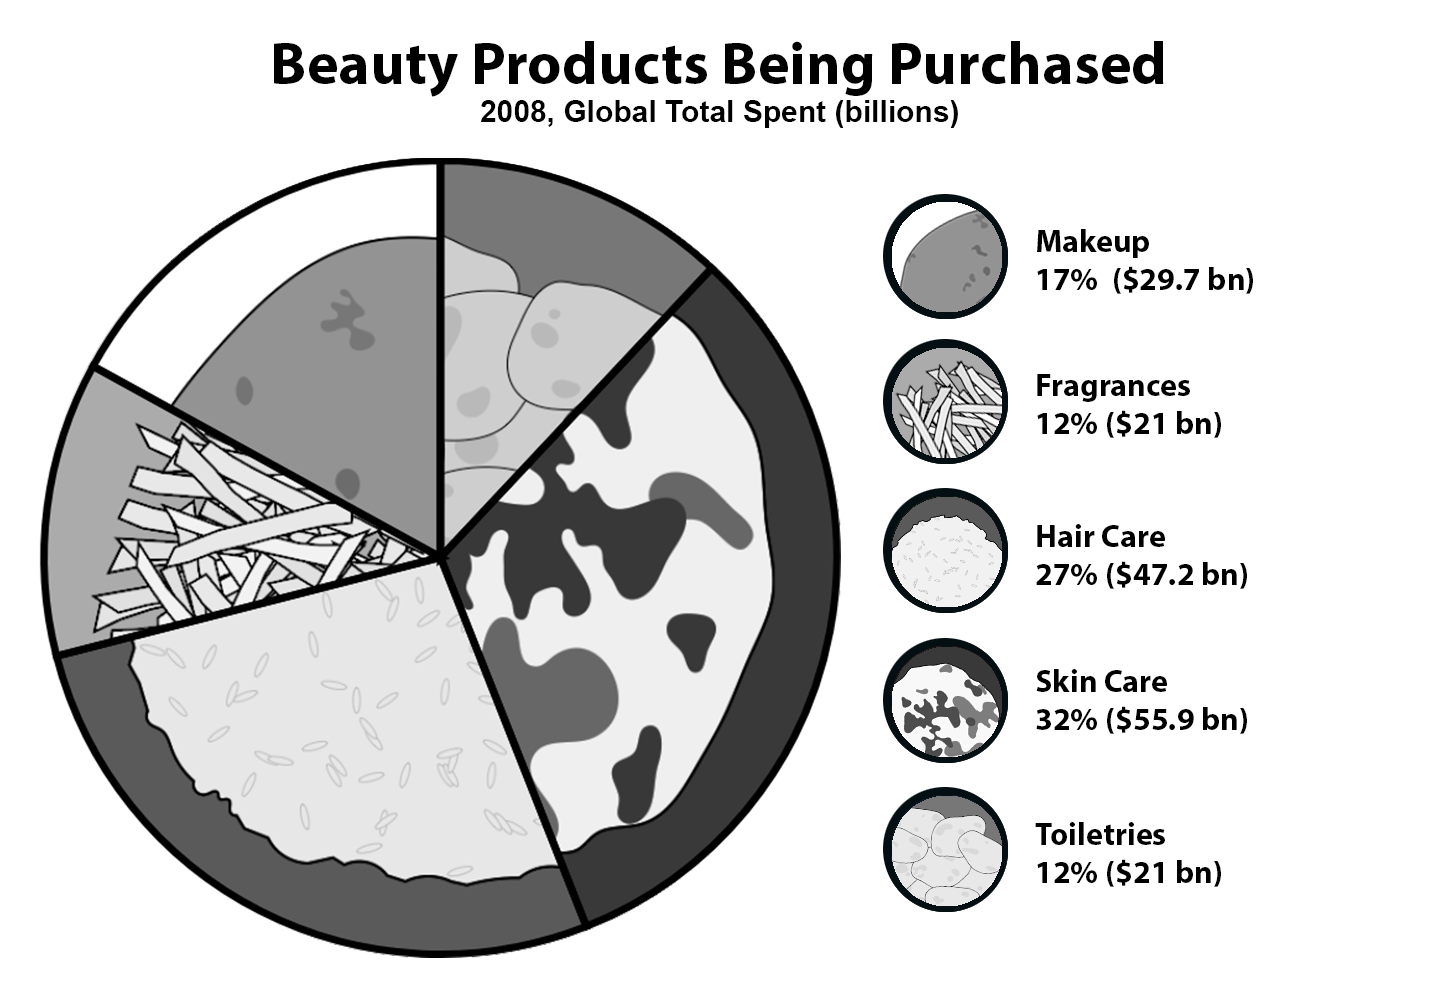 Beauty Products Being Purchased
2008, Global Total Spent (billions)
Makeup
17%  ($29.7 bn)
Fragrances
12% ($21 bn)
Hair Care
27% ($47.2 bn)
Skin Care
32% ($55.9 bn)
Toiletries
12% ($21 bn)